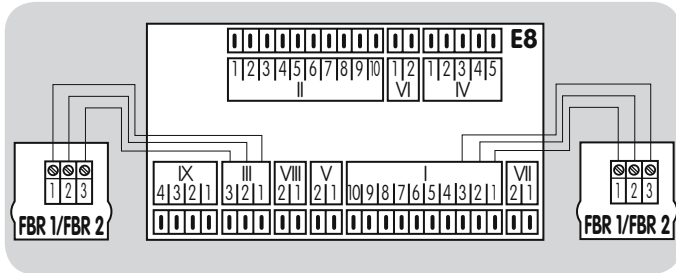 E8
1 2 3 4 5 6 7 8 9 10 1 2 1 2 3 4 5
II VI IV
IX III VIII V I VII
4 3 2 1 3 2 1 2 1 2 1 10 9 8 7 6 5 4 3 2 1 2 1
1 2 3
FBR 1/FBR 2
1 2 3
FBR 1/FBR 2